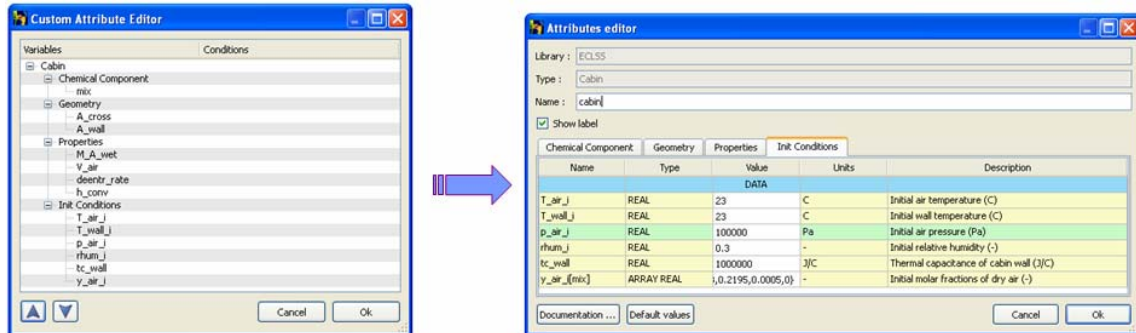 Custom Attribute Editor
Variables Conditions
Cabin
Chemical Component
mix
Geometry
A_cross
A_wall
Properties
M_A_wet
V_air
deentr_rate
h_conv
Init Conditions
T_air_i
T_wall_i
p_air_i
rhum_i
tc_wall
y_air_i
Cancel Ok
Attributes editor
Library : ECLSS
Type : Cabin
Name : cabin
Show label
Chemical Component Geometry Properties Init Conditions
Name Type Value Units Description
DATA
T_air_i REAL 23 C Initial air temperature (C)
T_wall_i REAL 23 C Initial wall temperature (C)
p_air_i REAL 100000 Pa Initial air pressure (Pa)
rhum_i REAL 0.3 - Initial relative humidity (-)
tc_wall REAL 1000000 J/C Thermal capacitance of cabin wall (J/C)
y_air_i[mix] ARRAY REAL ,0.2195,0.0005,0} - Initial molar fractions of dry air (-)
Documentation ... Default values Cancel Ok